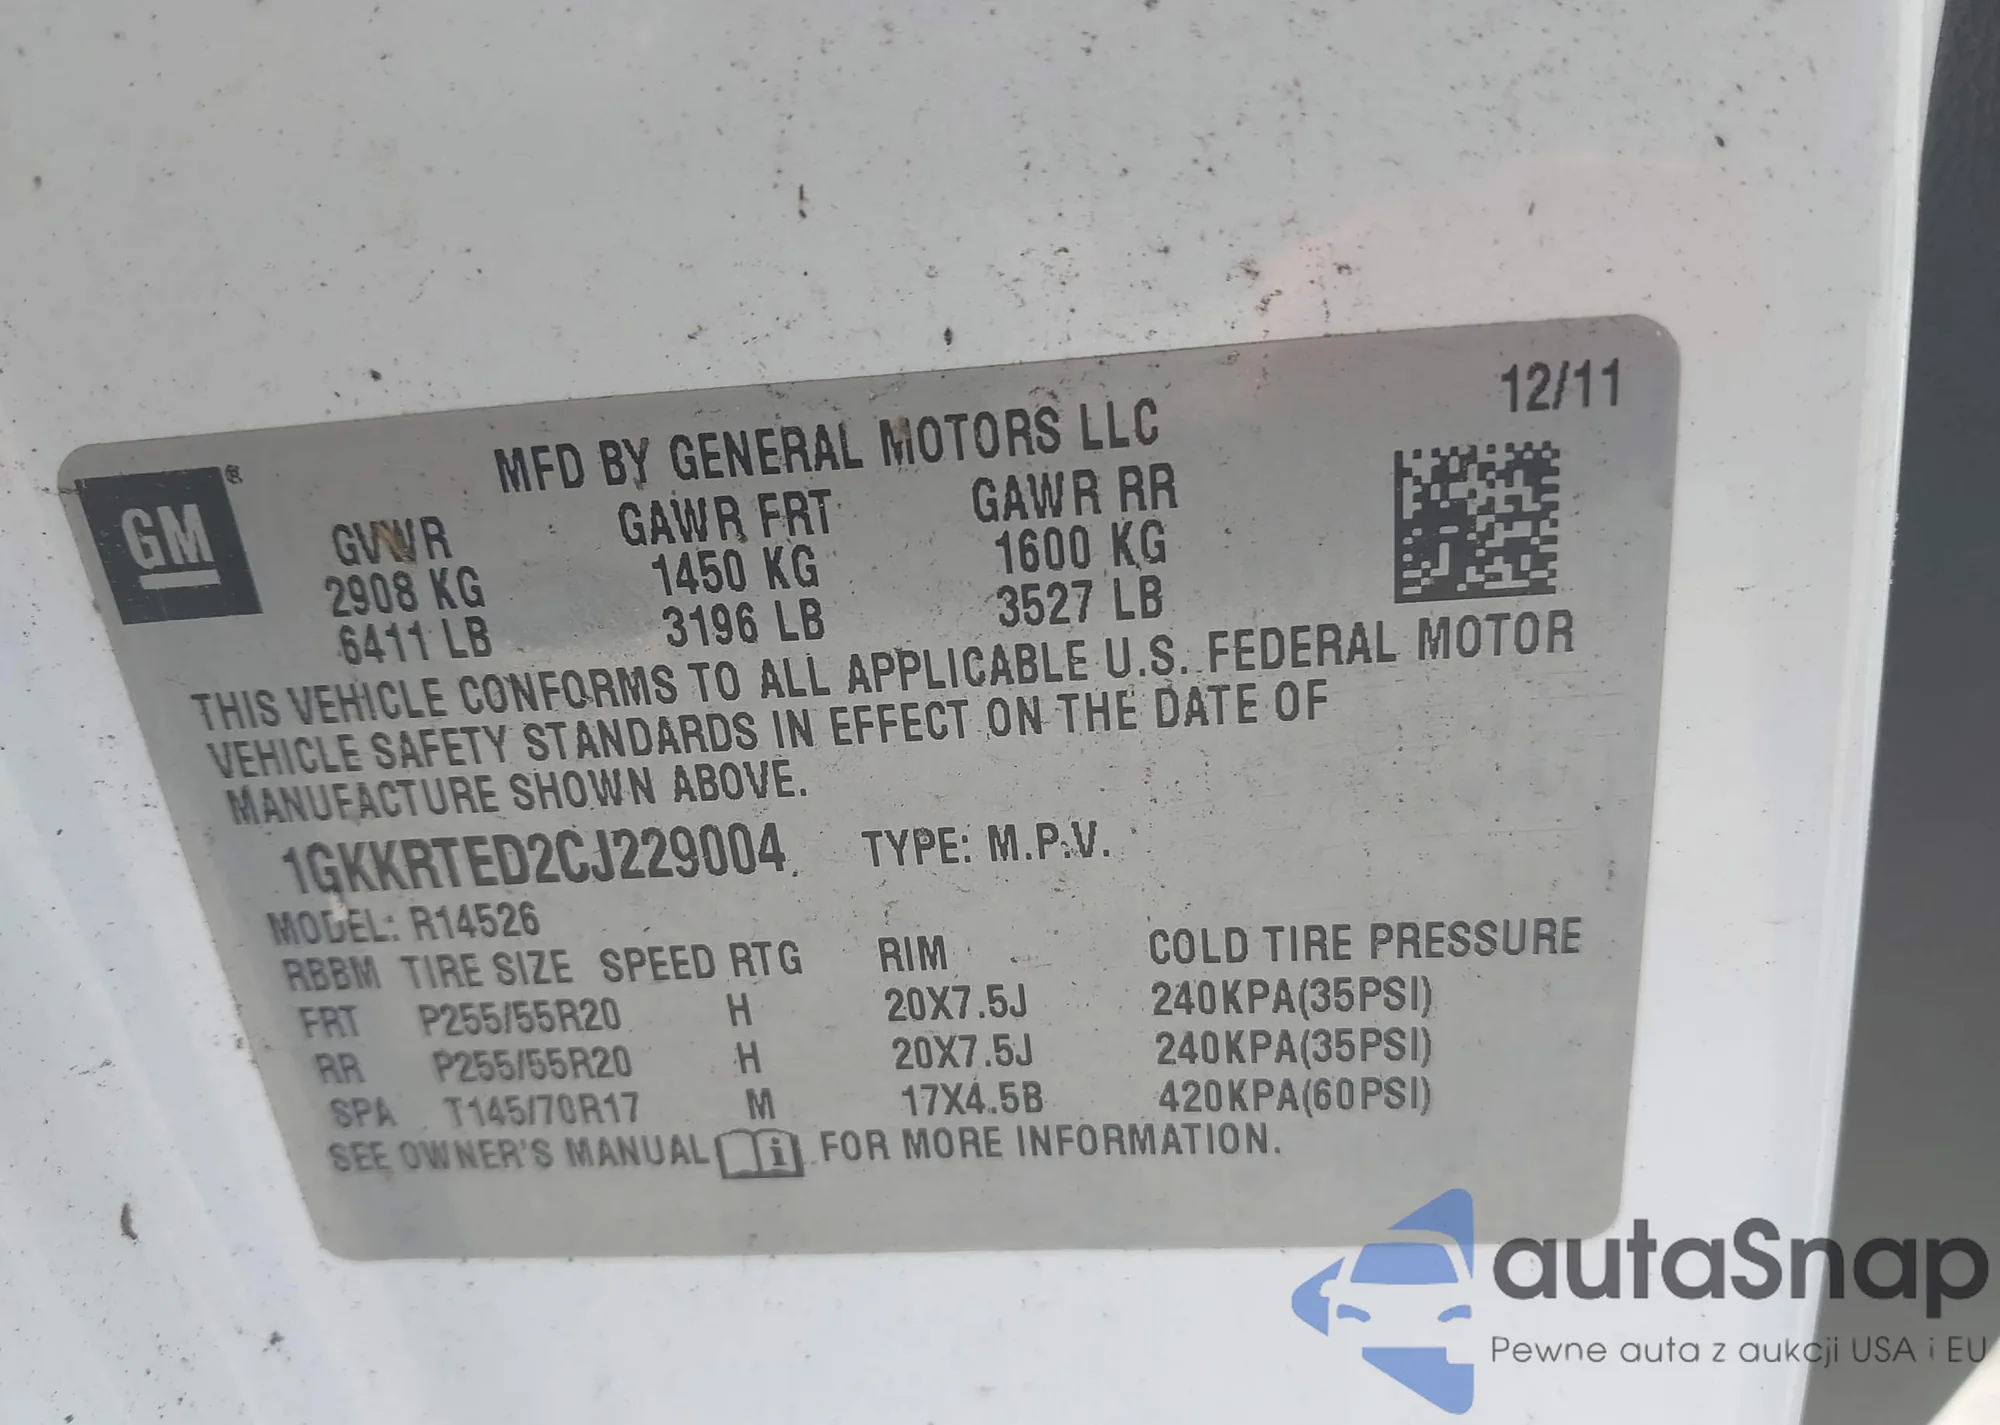 12/11
MFD BY GENERAL MOTORS LLC
GM®
GVWR GAWR FRT GAWR RR
2908 KG 1450 KG 1600 KG
6411 LB 3196 LB 3527 LB
THIS VEHICLE CONFORMS TO ALL APPLICABLE U.S. FEDERAL MOTOR
VEHICLE SAFETY STANDARDS IN EFFECT ON THE DATE OF
MANUFACTURE SHOWN ABOVE.
1GKKRTED2CJ229004 TYPE: M.P.V.
MODEL: R14526
RBBM TIRE SIZE SPEED RTG RIM COLD TIRE PRESSURE
FRT P255/55R20 H 20X7.5J 240KPA(35PSI)
RR P255/55R20 H 20X7.5J 240KPA(35PSI)
SPA T145/70R17 M 17X4.5B 420KPA(60PSI)
SEE OWNER'S MANUAL i FOR MORE INFORMATION.
autaSnap
Pewne auta z aukcji USA i EU